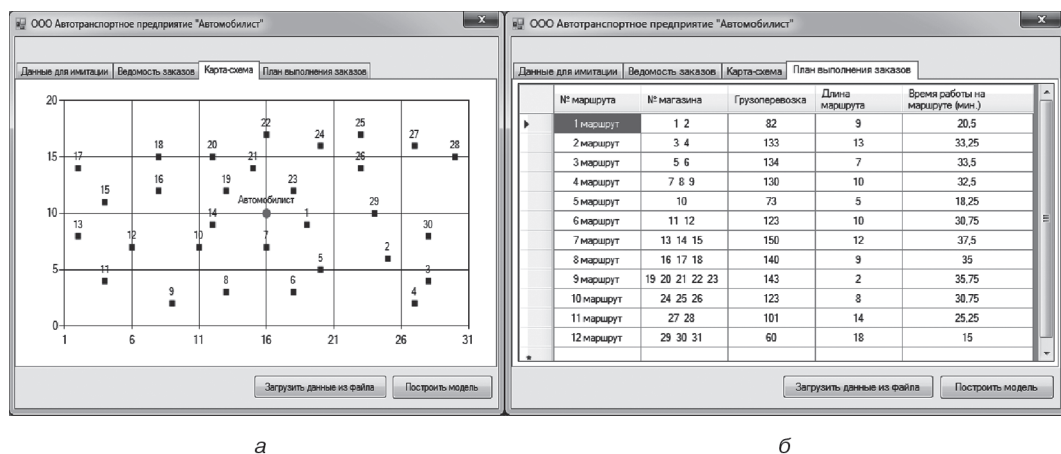 ООО Автотранспортное предприятие "Автомобилист"
Данные для имитации Ведомость заказов Карта-схема План выполнения заказов
20
22
25
24
27
28
18
20
26
15
17
21
16
19
23
15
Автомобилист
29
10
14
1
13
30
12
10
7
2
5
5
11
3
8
6
9
4
0
1 6 11 16 21 26 31
Загрузить данные из файла Построить модель
а
ООО Автотранспортное предприятие "Автомобилист"
Данные для имитации Ведомость заказов Карта-схема План выполнения заказов
№ маршрута № магазина Грузоперевозка Длина маршрута Время работы на маршруте (мин.)
1 маршрут 1 2 82 9 20,5
2 маршрут 3 4 133 13 33,25
3 маршрут 5 6 134 7 33,5
4 маршрут 7 8 9 130 10 32,5
5 маршрут 10 73 5 18,25
6 маршрут 11 12 123 10 30,75
7 маршрут 13 14 15 150 12 37,5
8 маршрут 16 17 18 140 9 35
9 маршрут 19 20 21 22 23 143 2 35,75
10 маршрут 24 25 26 123 8 30,75
11 маршрут 27 28 101 14 25,25
12 маршрут 29 30 31 60 18 15
Загрузить данные из файла Построить модель
б